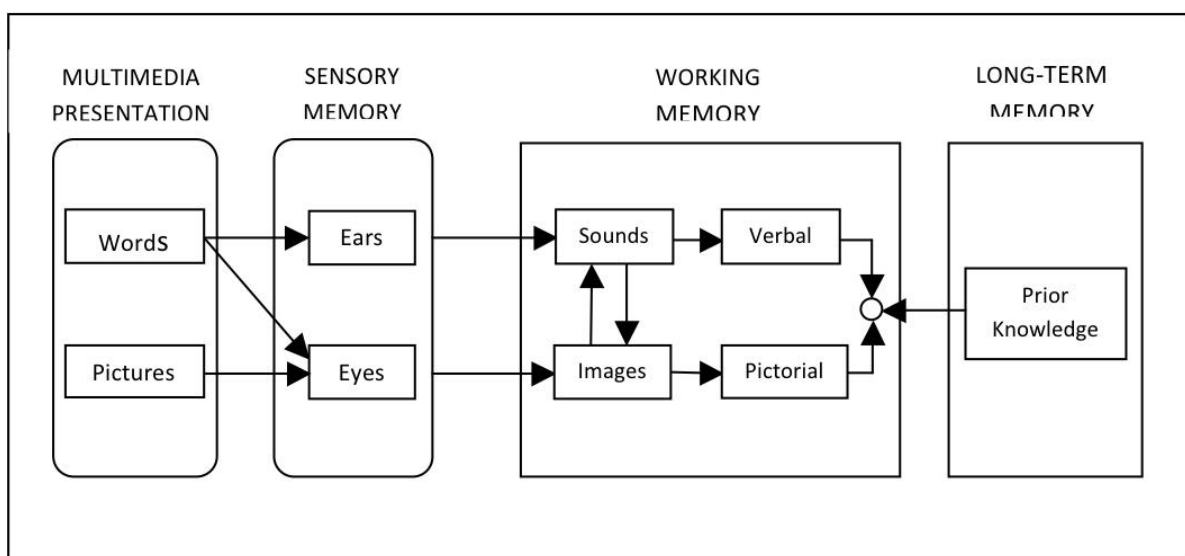 MULTIMEDIA
PRESENTATION
SENSORY
MEMORY
WORKING
MEMORY
LONG-TERM
MEMORY
Words
Ears
Sounds
Verbal
Prior
Knowledge
Pictures
Eyes
Images
Pictorial